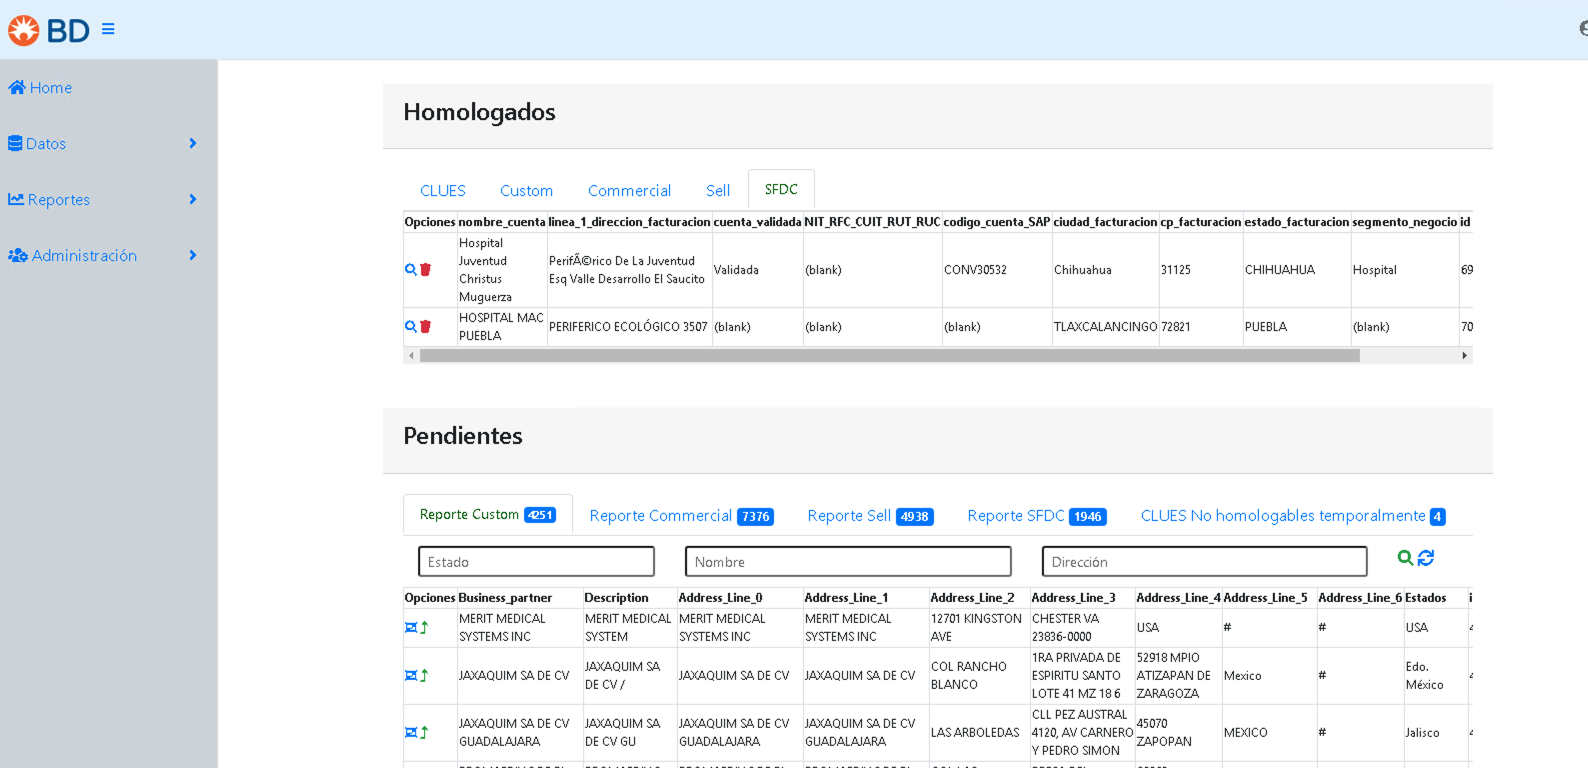 BD
Home
Datos
Reportes
Administración
Homologados
CLUES Custom Commercial Sell SFDC
Opciones nombre_cuenta linea_1_direccion_facturacion cuenta_validada NIT_RFC_CUIT_RUT_RUC codigo_cuenta_SAP ciudad_facturacion cp_facturacion estado_facturacion segmento_negocio id
Hospital
Juventud
Christus
Muguerza
PerifÃ©rico De La Juventud
Esq Valle Desarrollo El Saucito
Validada (blank) CONV30532 Chihuahua 31125 CHIHUAHUA Hospital 69
HOSPITAL MAC
PUEBLA
PERIFERICO ECOLÓGICO 3507 (blank) (blank) (blank) TLAXCALANCINGO 72821 PUEBLA (blank) 70
Pendientes
Reporte Custom 4251 Reporte Commercial 7376 Reporte Sell 4938 Reporte SFDC 1946 CLUES No homologables temporalmente 4
Estado Nombre Dirección
Opciones Business_partner Description Address_Line_0 Address_Line_1 Address_Line_2 Address_Line_3 Address_Line_4 Address_Line_5 Address_Line_6 Estados
MERIT MEDICAL
SYSTEMS INC
MERIT MEDICAL
SYSTEM
MERIT MEDICAL
SYSTEMS INC
MERIT MEDICAL
SYSTEMS INC
12701 KINGSTON
AVE
CHESTER VA
23836-0000
USA # # USA
JAXAQUIM SA DE CV
JAXAQUIM SA
DE CV /
JAXAQUIM SA DE CV
JAXAQUIM SA DE CV
COL RANCHO
BLANCO
1RA PRIVADA DE
ESPIRITU SANTO
LOTE 41 MZ 18 6
52918 MPIO
ATIZAPAN DE
ZARAGOZA
Mexico #
Edo.
México
JAXAQUIM SA DE CV
GUADALAJARA
JAXAQUIM SA
DE CV GU
JAXAQUIM SA DE CV
GUADALAJARA
JAXAQUIM SA DE CV
GUADALAJARA
LAS ARBOLEDAS
CLL PEZ AUSTRAL
4120, AV CARNERO
Y PEDRO SIMON
45070
ZAPOPAN
MEXICO # Jalisco